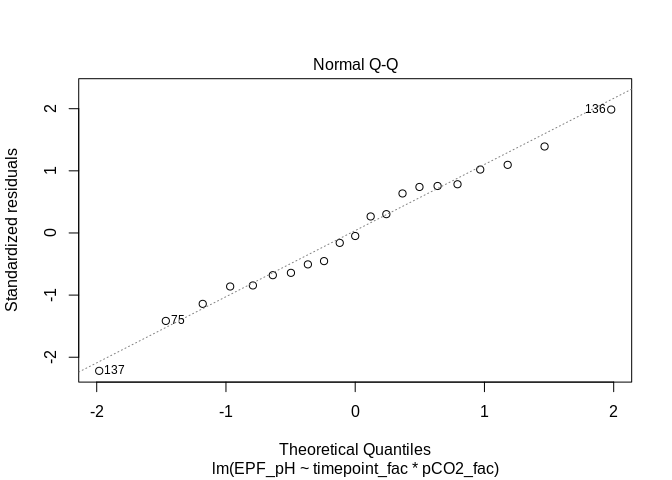 Normal Q-Q
Standardized residuals
2
1
0
-1
-2
136
75
137
-2 -1 0 1 2
Theoretical Quantiles
lm(EPF_pH ~ timepoint_fac * pCO2_fac)